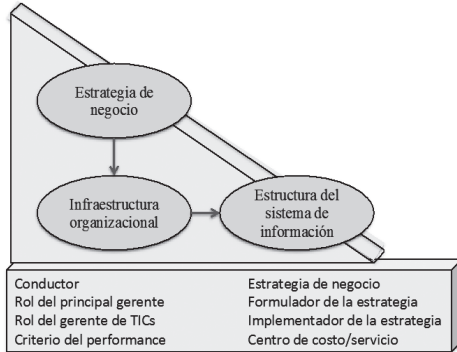 Estrategia de
negocio
Infraestructura
organizacional
Estructura del
sistema de
información
Conductor Estrategia de negocio
Rol del principal gerente Formulador de la estrategia
Rol del gerente de TICs Implementador de la estrategia
Criterio del performance Centro de costo/servicio